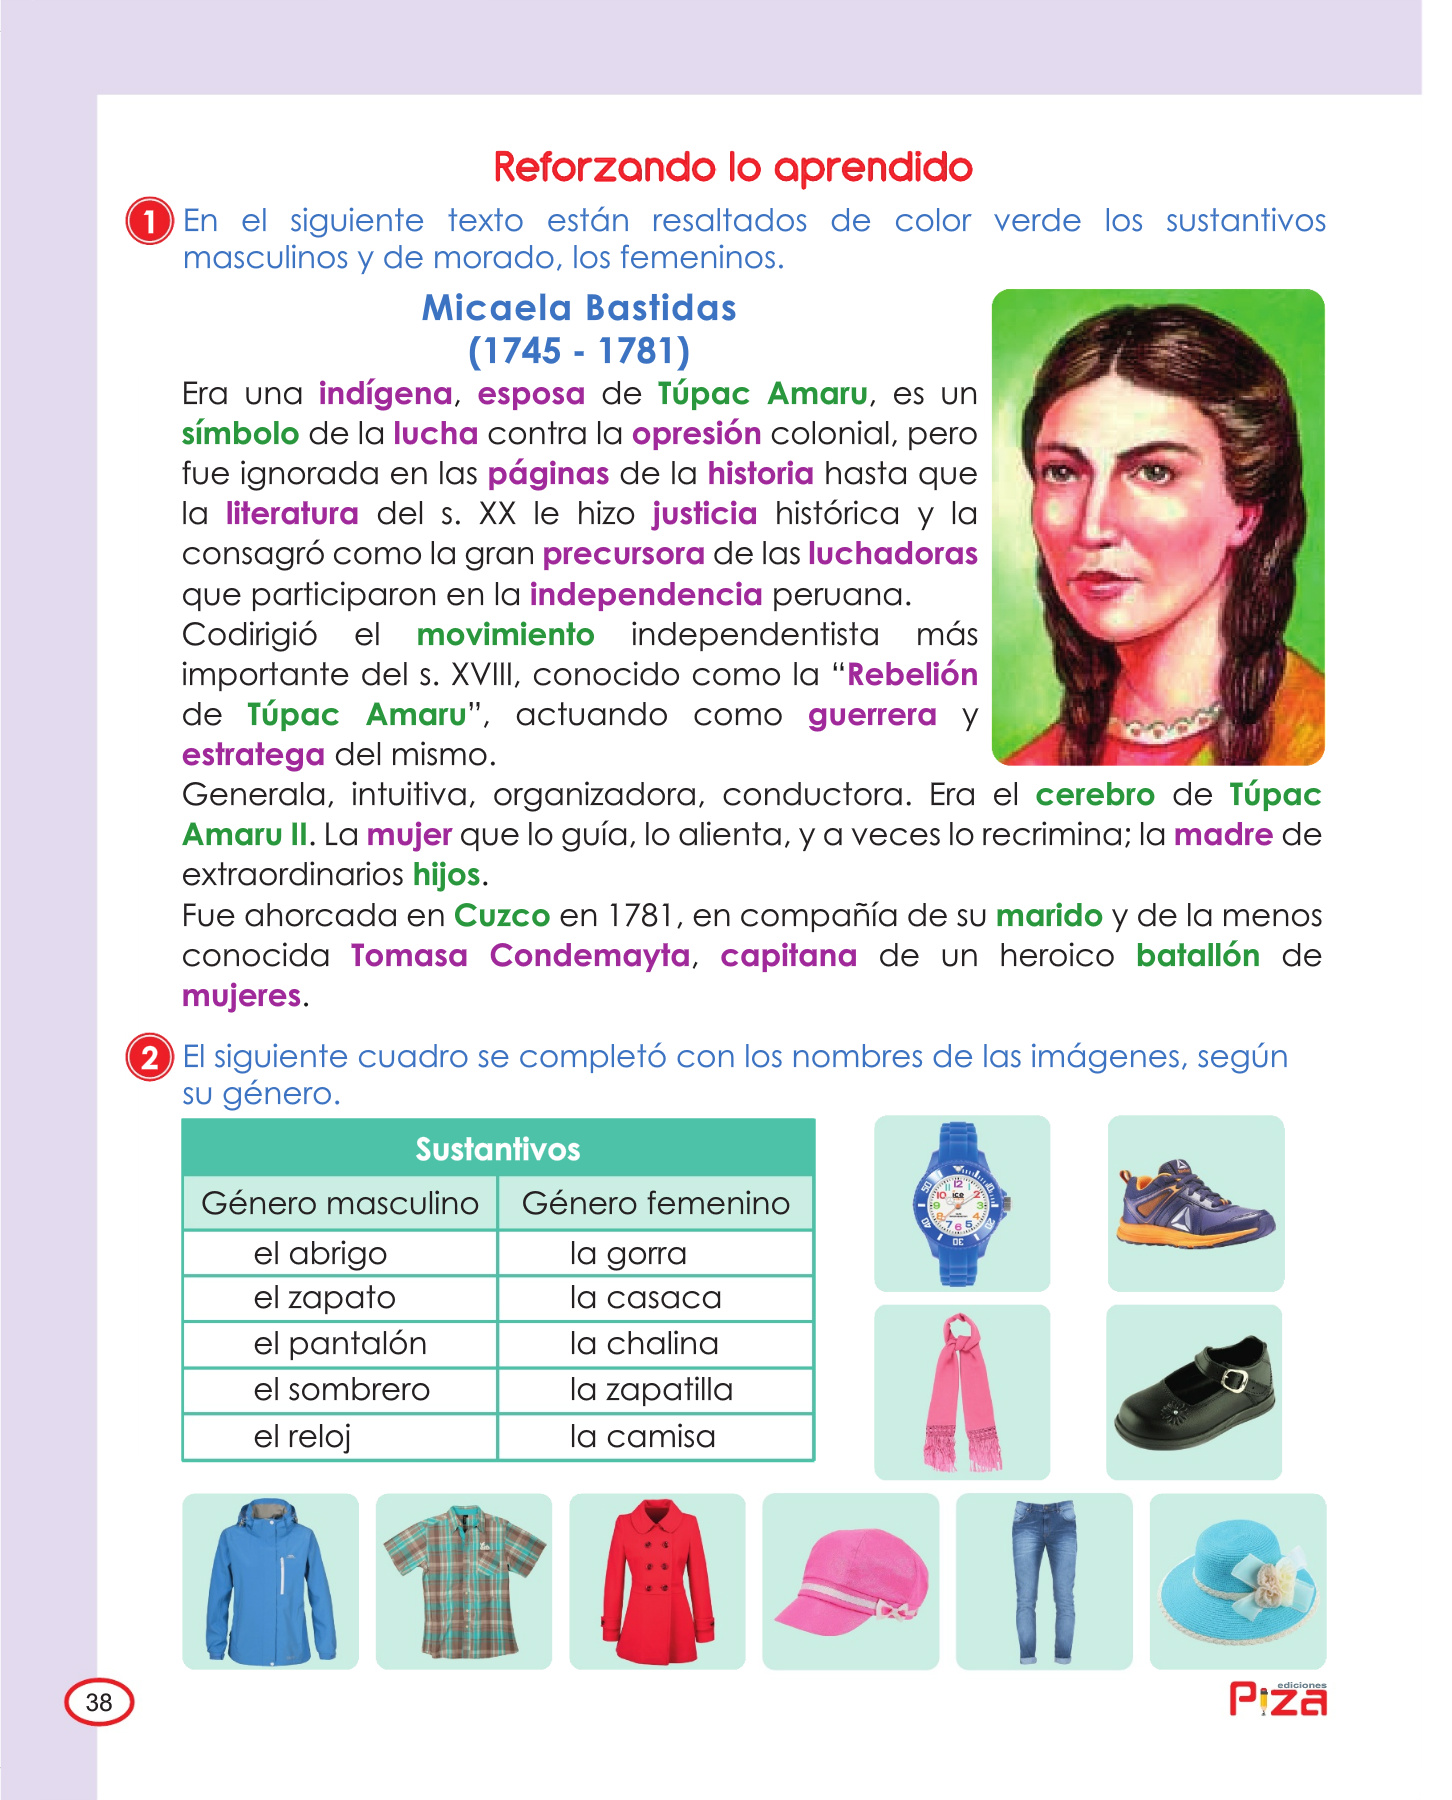 Reforzando lo aprendido
1 En el siguiente texto están resaltados de color verde los sustantivos
masculinos y de morado, los femeninos.
Micaela Bastidas
(1745 - 1781)
Era una indígena, esposa de Túpac Amaru, es un
símbolo de la lucha contra la opresión colonial, pero
fue ignorada en las páginas de la historia hasta que
la literatura del s. XX le hizo justicia histórica y la
consagró como la gran precursora de las luchadoras
que participaron en la independencia peruana.
Codirigió el movimiento independentista más
importante del s. XVIII, conocido como la “Rebelión
de Túpac Amaru”, actuando como guerrera y
estratega del mismo.
Generala, intuitiva, organizadora, conductora. Era el cerebro de Túpac
Amaru II. La mujer que lo guía, lo alienta, y a veces lo recrimina; la madre de
extraordinarios hijos.
Fue ahorcada en Cuzco en 1781, en compañía de su marido y de la menos
conocida Tomasa Condemayta, capitana de un heroico batallón de
mujeres.
2 El siguiente cuadro se completó con los nombres de las imágenes, según
su género.
Sustantivos
Género masculino Género femenino
el abrigo la gorra
el zapato la casaca
el pantalón la chalina
el sombrero la zapatilla
el reloj la camisa
38
ediciones
Piza